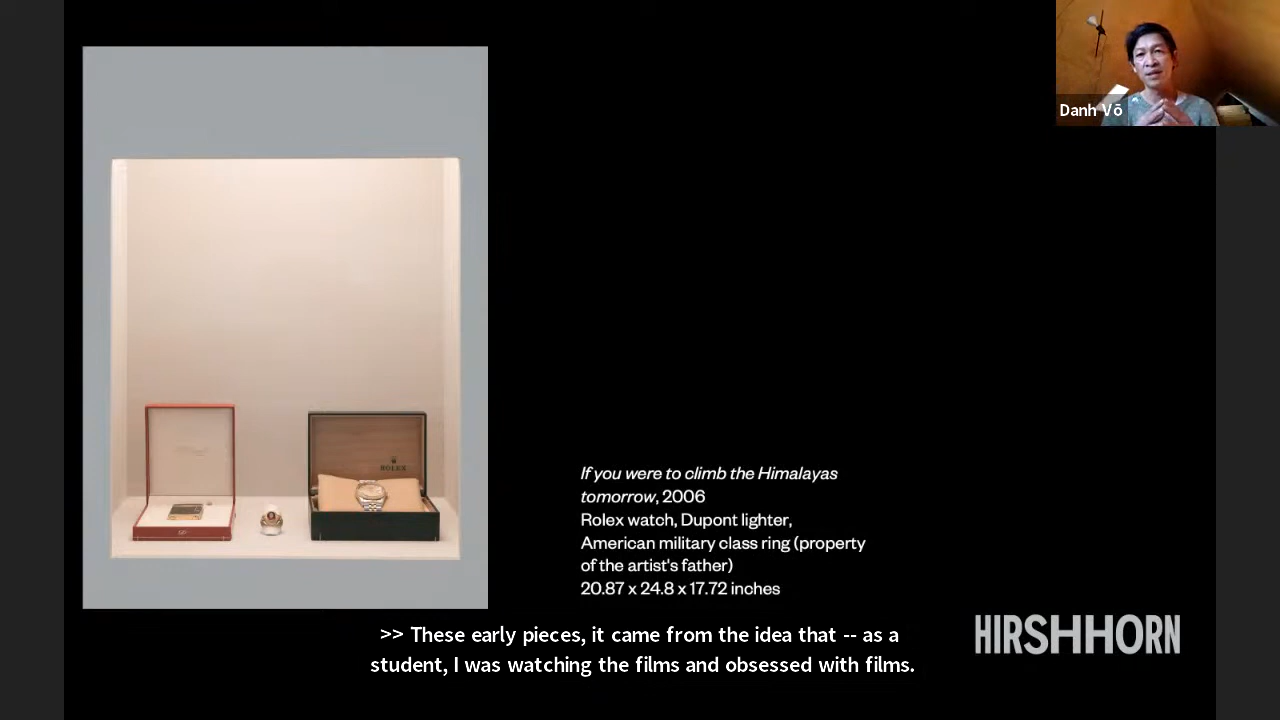 Danh Võ
ROLEX
If you were to climb the Himalayas
tomorrow, 2006
Rolex watch, Dupont lighter,
American military class ring (property
of the artist's father)
20.87 x 24.8 x 17.72 inches
HIRSHHORN
>> These early pieces, it came from the idea that -- as a
student, I was watching the films and obsessed with films.